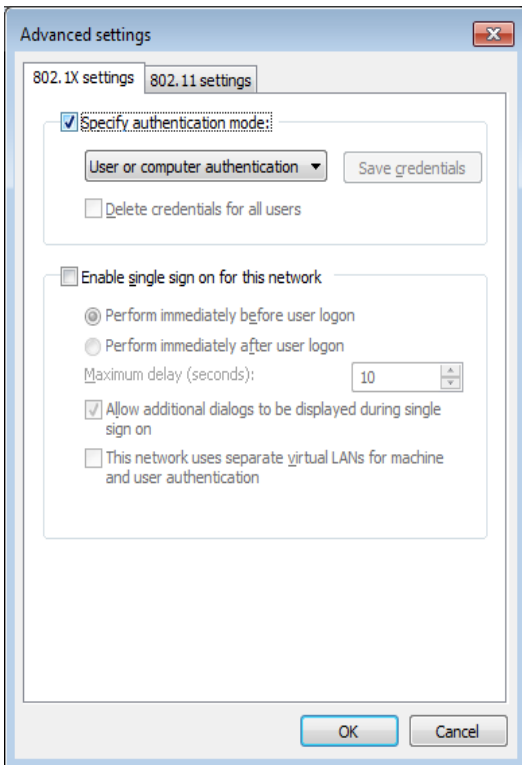 Advanced settings
802.1X settings
802.11 settings
Specify authentication mode:
User or computer authentication
Save credentials
Delete credentials for all users
Enable single sign on for this network
Perform immediately before user logon
Perform immediately after user logon
Maximum delay (seconds):
10
Allow additional dialogs to be displayed during single
sign on
This network uses separate virtual LANs for machine
and user authentication
OK
Cancel